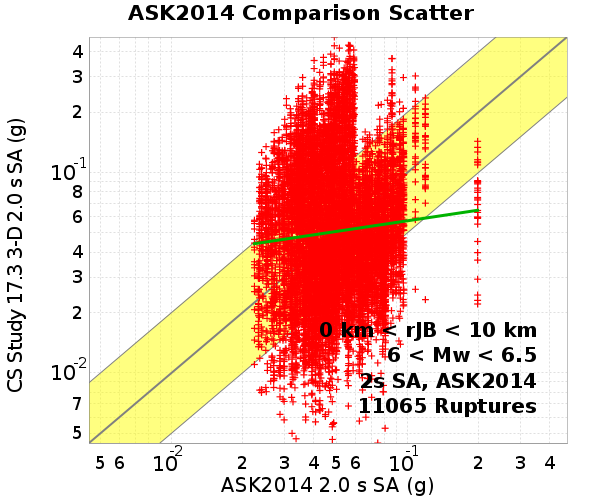 ASK2014 Comparison Scatter
CS Study 17.3 3-D 2.0 s SA (g)
4
3
2
10-1
8
6
4
3
2
10-2
7
5
0 km < rJB < 10 km
6 < Mw < 6.5
2s SA, ASK2014
11065 Ruptures
5 6 10-2 2 3 4 5 6 10-1 2 3 4
ASK2014 2.0 s SA (g)